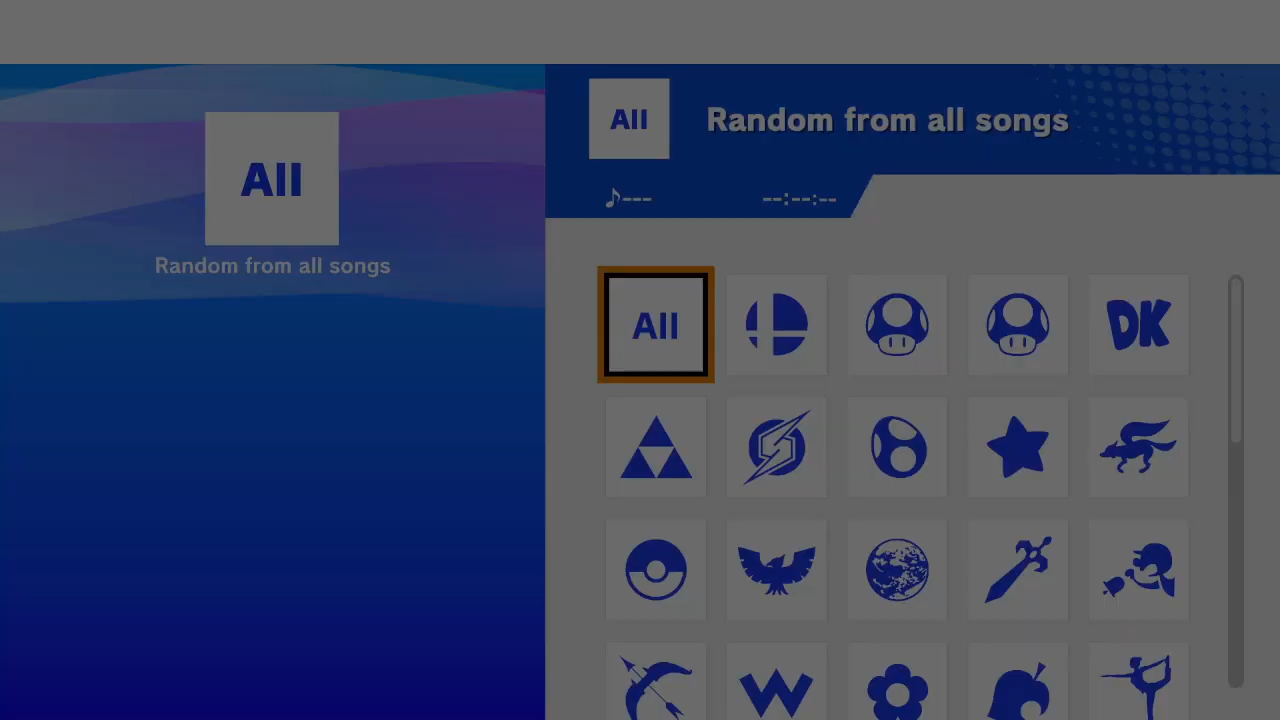 All
Random from all songs
All
Random from all songs
♪--- --:--:--
All
DK